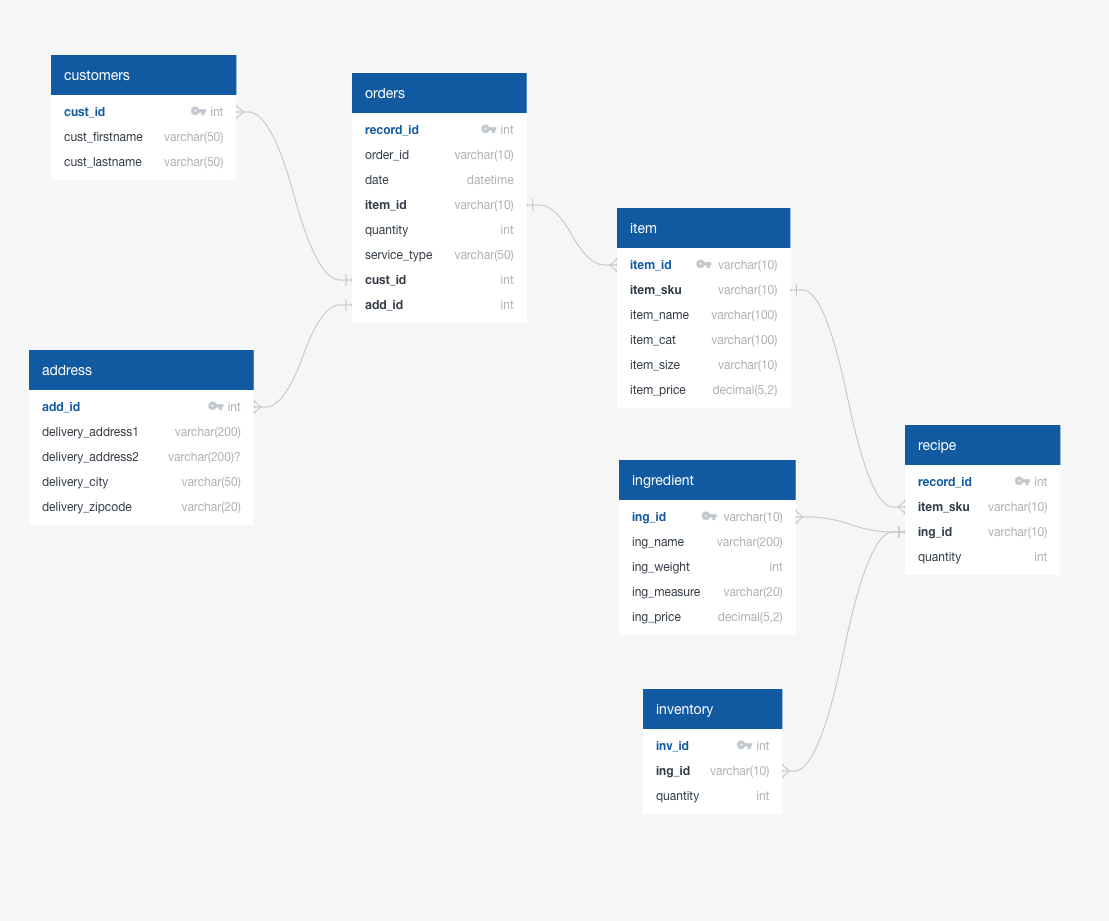 customers
cust_id int
cust_firstname varchar(50)
cust_lastname varchar(50)
orders
record_id int
order_id varchar(10)
date datetime
item_id varchar(10)
quantity int
service_type varchar(50)
cust_id int
add_id int
address
add_id int
delivery_address1 varchar(200)
delivery_address2 varchar(200)?
delivery_city varchar(50)
delivery_zipcode varchar(20)
item
item_id varchar(10)
item_sku varchar(10)
item_name varchar(100)
item_cat varchar(100)
item_size varchar(10)
item_price decimal(5,2)
ingredient
ing_id varchar(10)
ing_name varchar(200)
ing_weight int
ing_measure varchar(20)
ing_price decimal(5,2)
recipe
record_id int
item_sku varchar(10)
ing_id varchar(10)
quantity int
inventory
inv_id int
ing_id varchar(10)
quantity int